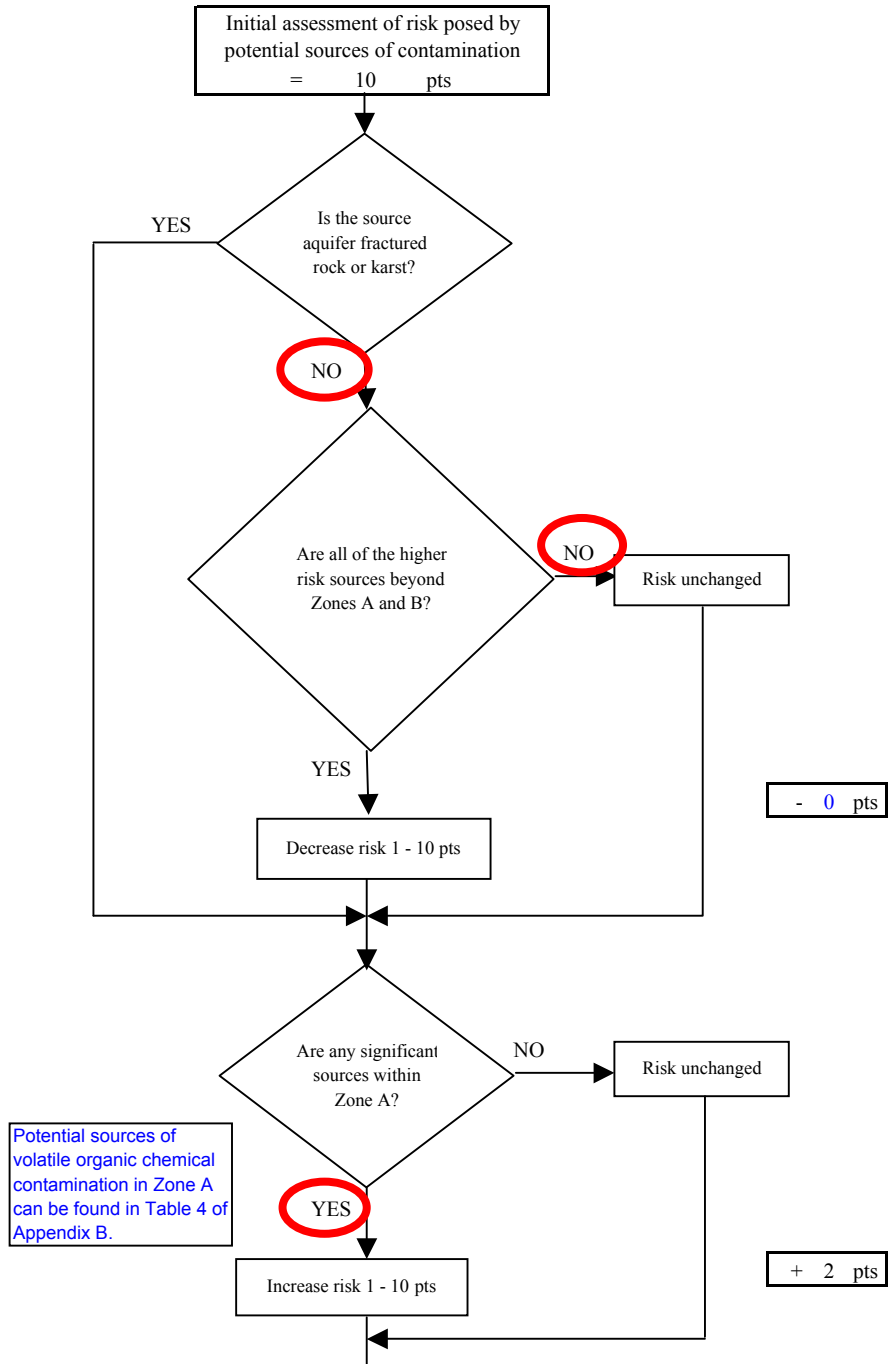 Initial assessment of risk posed by
potential sources of contamination
= 10 pts
YES
Is the source
aquifer fractured
rock or karst?
NO
Are all of the higher
risk sources beyond
Zones A and B?
NO
Risk unchanged
YES
- 0 pts
Decrease risk 1 - 10 pts
Are any significant
sources within
Zone A?
NO
Risk unchanged
Potential sources of
volatile organic chemical
contamination in Zone A
can be found in Table 4 of
Appendix B.
YES
+ 2 pts
Increase risk 1 - 10 pts